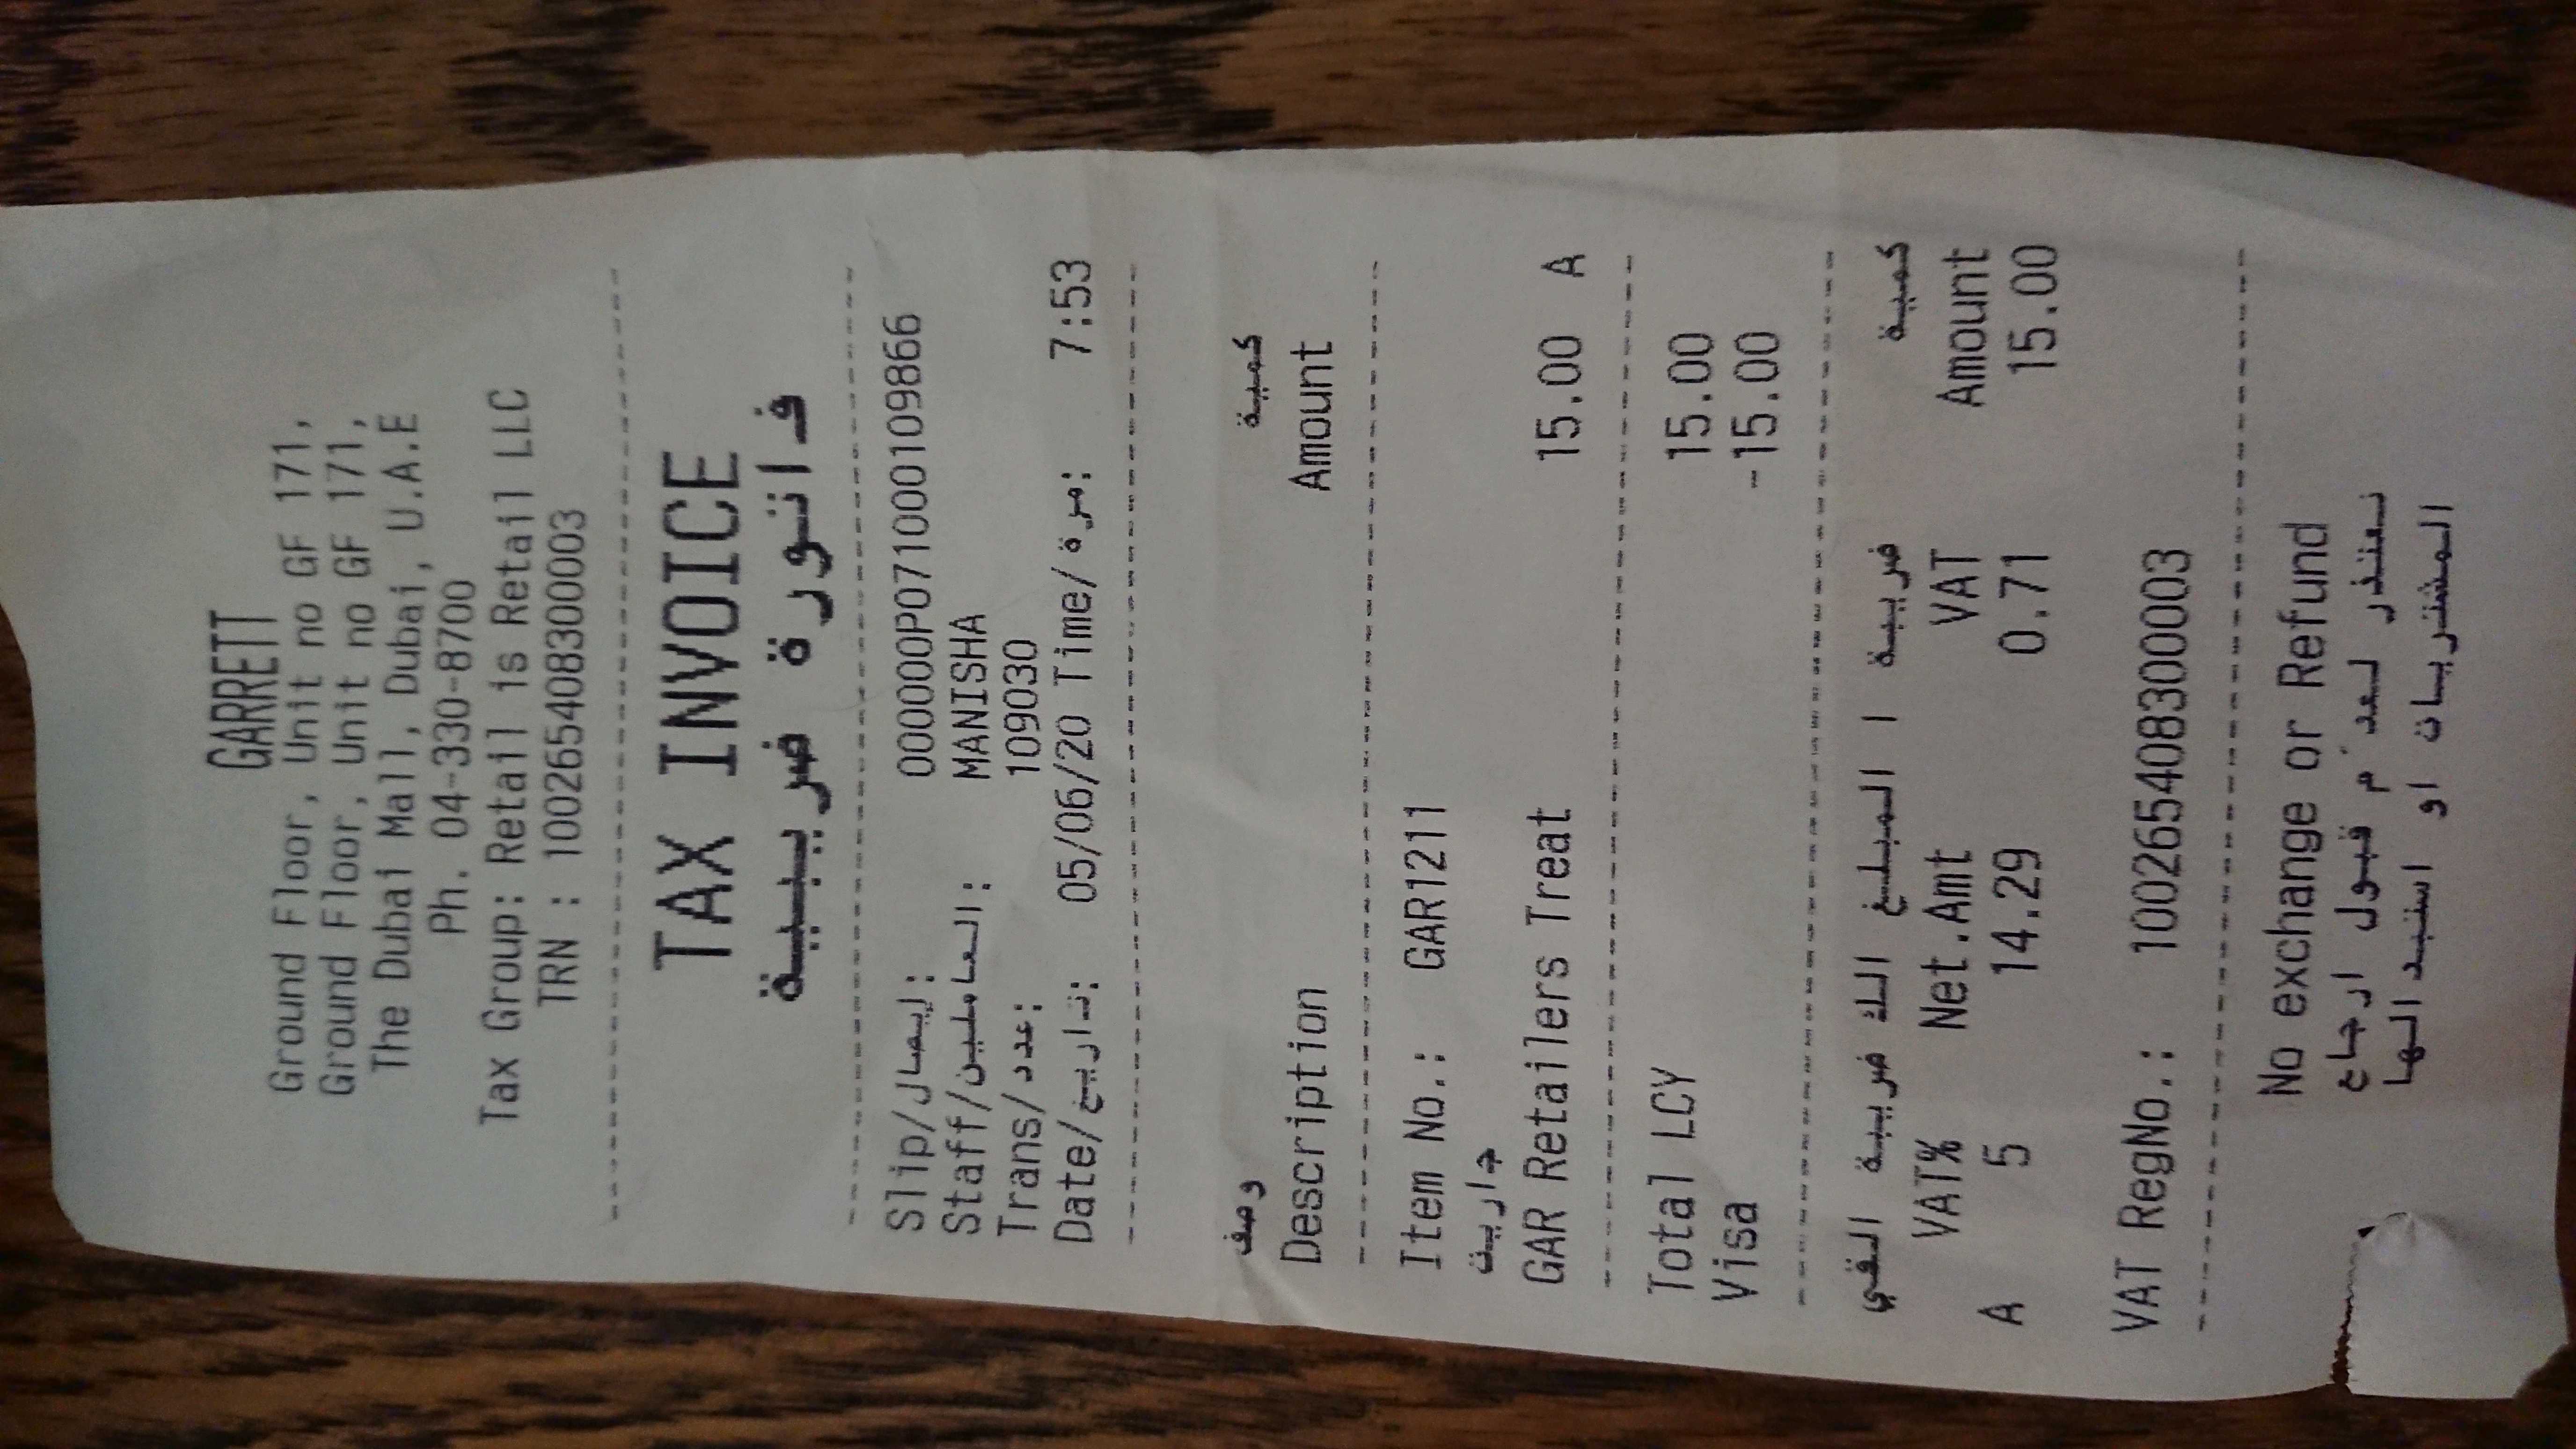 GARRETT
Ground Floor, Unit no GF 171,
Ground Floor, Unit no GF 171,
The Dubai Mall, Dubai, U.A.E
Ph. 04-330-8700
Tax Group: Retail is Retail LLC
TRN : 100265408300003
TAX INVOICE
فاتورة ضريبية
Slip/إيصال: 000000P071000109866
Staff/العاملين: MANISHA
Trans/عدد: 109030
Date/تاريخ: 05/06/20 Time/مرة: 7:53
وصف كمية
Description Amount
Item No.: GAR1211
جاريت
GAR Retailers Treat 15.00 A
Total LCY 15.00
Visa -15.00
القي ضريبة الك المبلغ ا ضريبة كمية
VAT% Net.Amt VAT Amount
A 5 14.29 0.71 15.00
VAT RegNo.: 100265408300003
No exchange or Refund
نعتذر لعدم قبول ارجاع
المشتريات او استبدالها